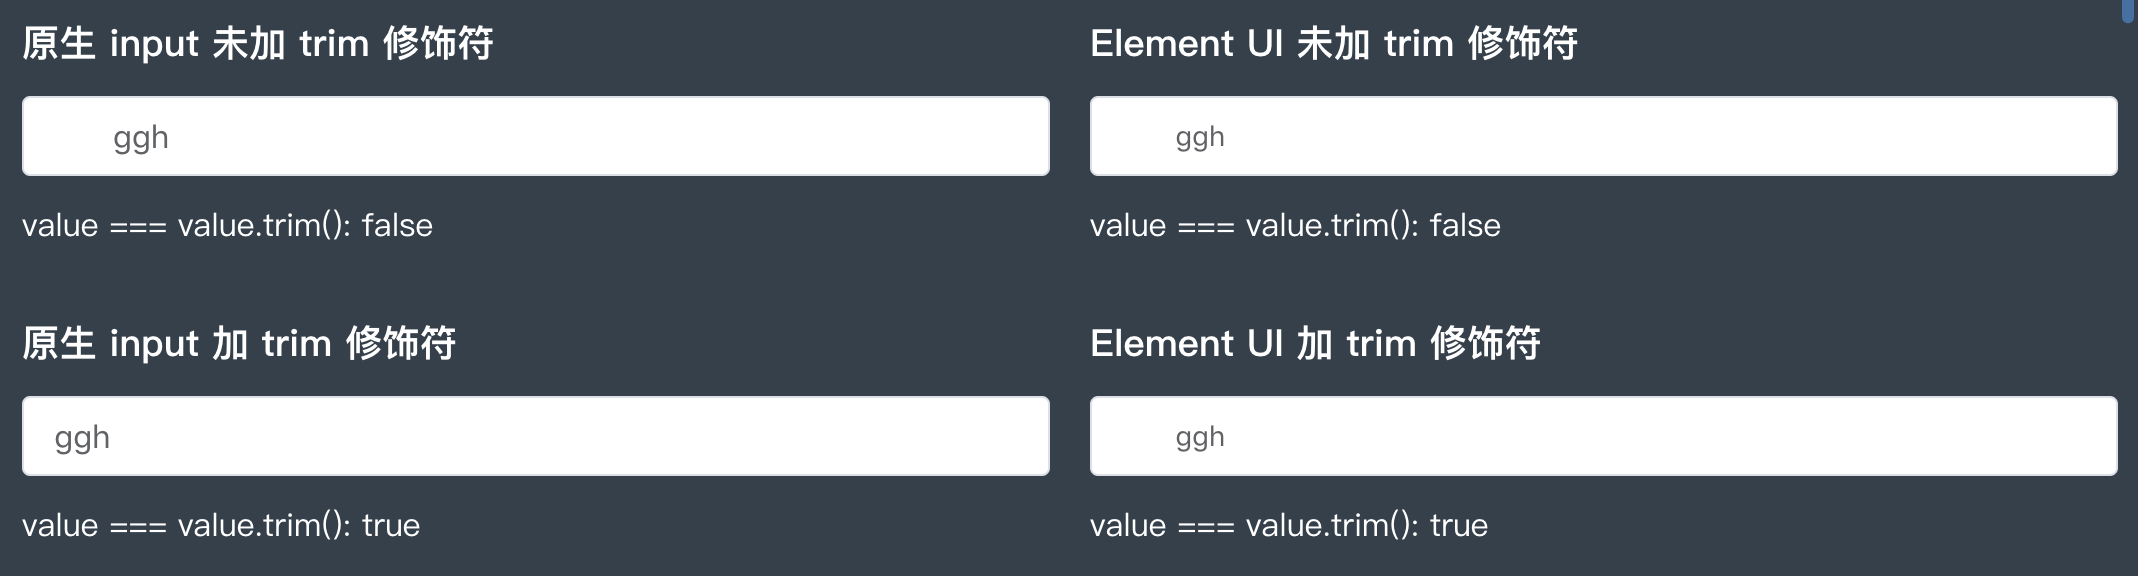 原生 input 未加 trim 修饰符
ggh
value === value.trim(): false
Element UI 未加 trim 修饰符
ggh
value === value.trim(): false
原生 input 加 trim 修饰符
ggh
value === value.trim(): true
Element UI 加 trim 修饰符
ggh
value === value.trim(): true